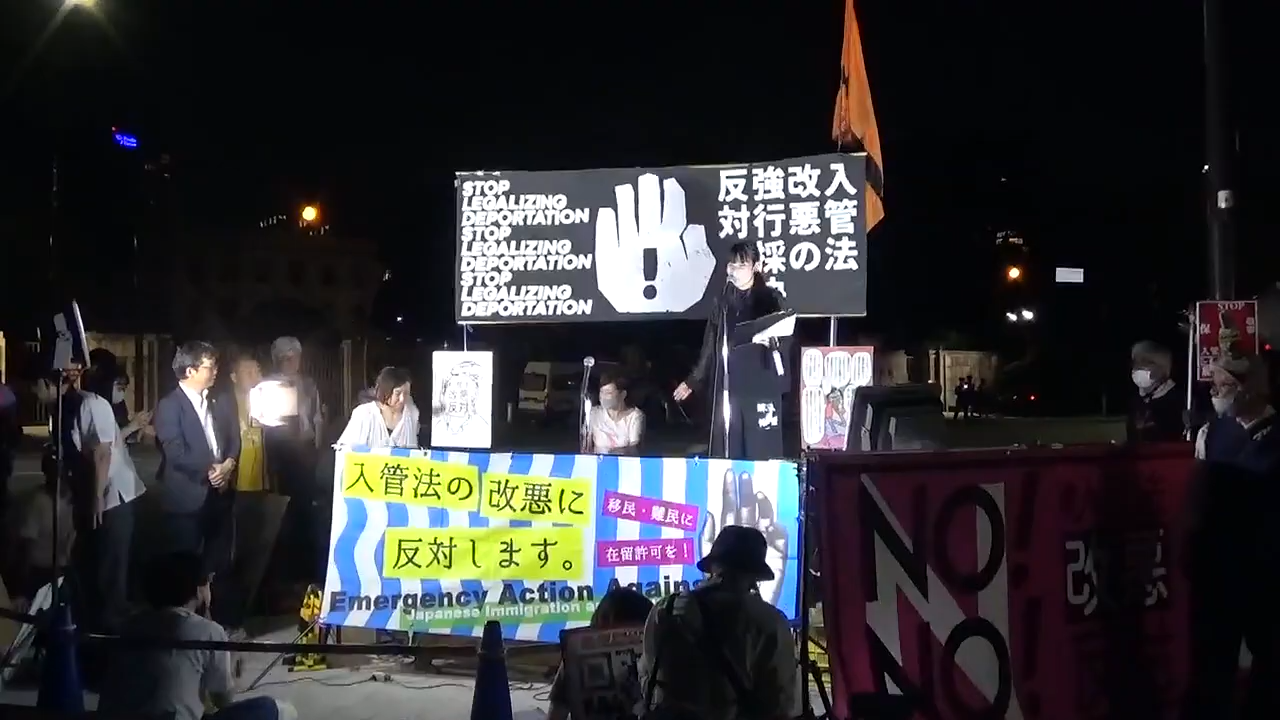 STOP
LEGALIZING
DEPORTATION
STOP
LEGALIZING
DEPORTATION
STOP
LEGALIZING
DEPORTATION
入管法
改悪の
強行採
反対
STOP
入管法の
改悪に
反対します。
移民・難民に
在留許可を!
Emergency Action Agains
Japanese Immigration a
NO!
NO
改悪